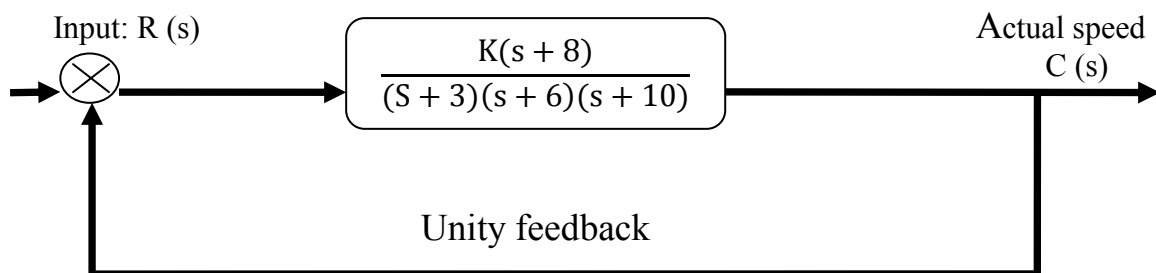 Input: R (s)
K(s + 8)
(S + 3)(s + 6)(s + 10)
Actual speed
C (s)
Unity feedback